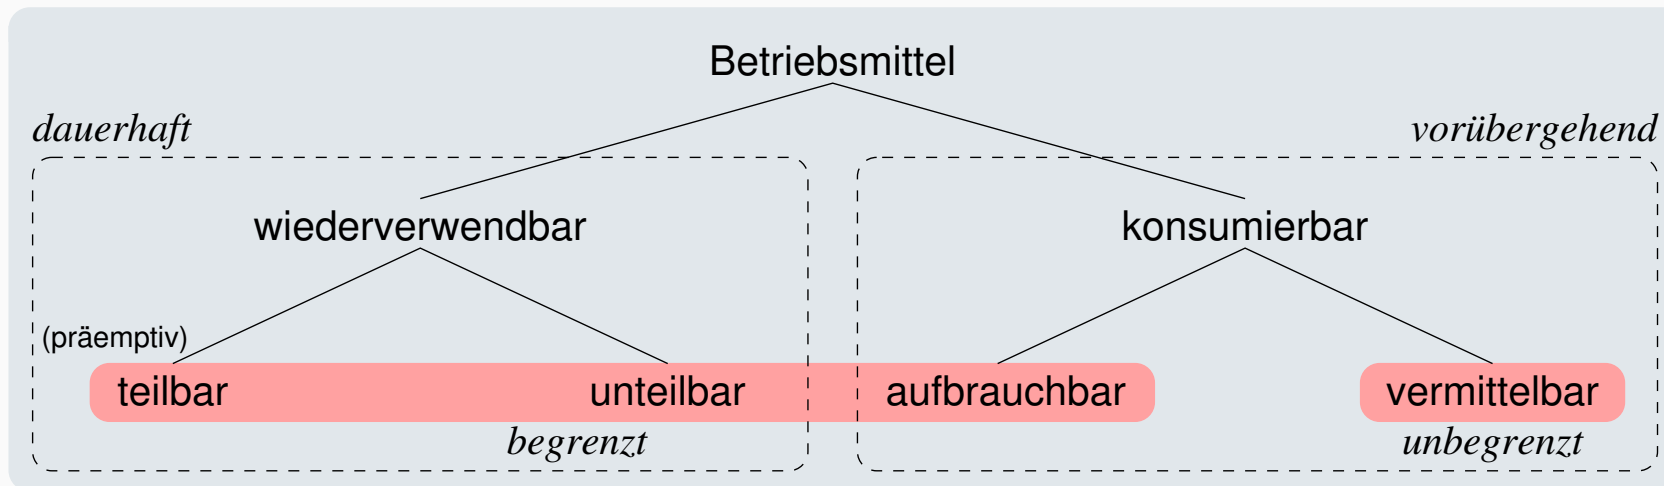 Betriebsmittel
dauerhaft
vorübergehend
wiederverwendbar
konsumierbar
(präemptiv)
teilbar
unteilbar
aufbrauchbar
vermittelbar
begrenzt
unbegrenzt